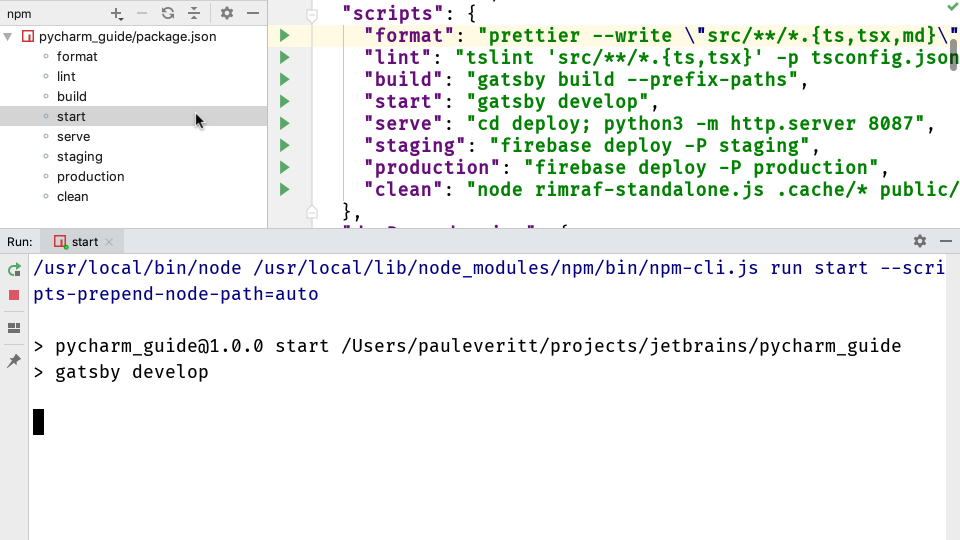 npm
pycharm_guide/package.json
format
lint
build
start
serve
staging
production
clean
"scripts": {
"format": "prettier --write \"src/**/*.{ts,tsx,md}\"
"lint": "tslint 'src/**/*.{ts,tsx}' -p tsconfig.json
"build": "gatsby build --prefix-paths",
"start": "gatsby develop",
"serve": "cd deploy; python3 -m http.server 8087",
"staging": "firebase deploy -P staging",
"production": "firebase deploy -P production",
"clean": "node rimraf-standalone.js .cache/* public/
},
Run: start
/usr/local/bin/node /usr/local/lib/node_modules/npm/bin/npm-cli.js run start --scri
pts-prepend-node-path=auto
> pycharm_guide@1.0.0 start /Users/pauleveritt/projects/jetbrains/pycharm_guide
> gatsby develop